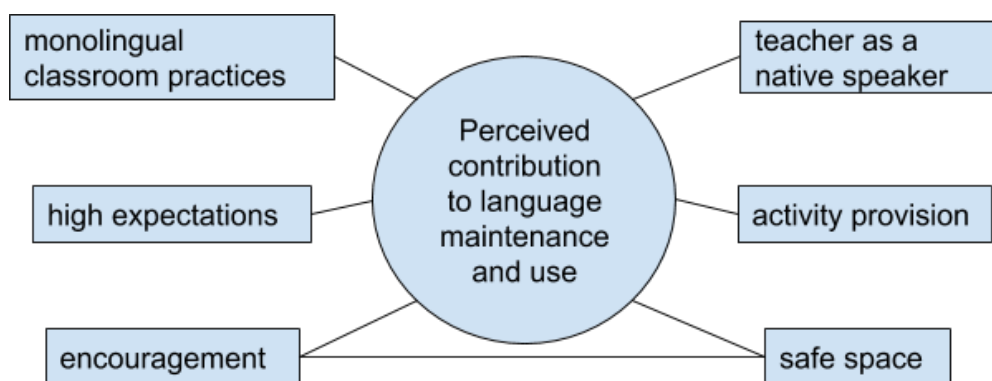 monolingual
classroom practices
teacher as a
native speaker
Perceived
contribution
to language
maintenance
and use
high expectations
activity provision
encouragement
safe space